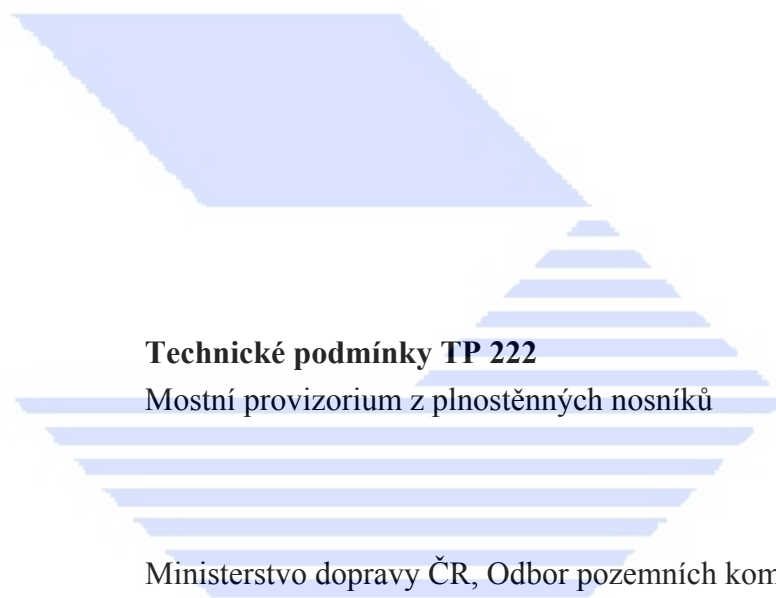 Technické podmínky TP 222
Mostní provizorium z plnostěnných nosníků
Ministerstvo dopravy ČR, Odbor pozemních kom